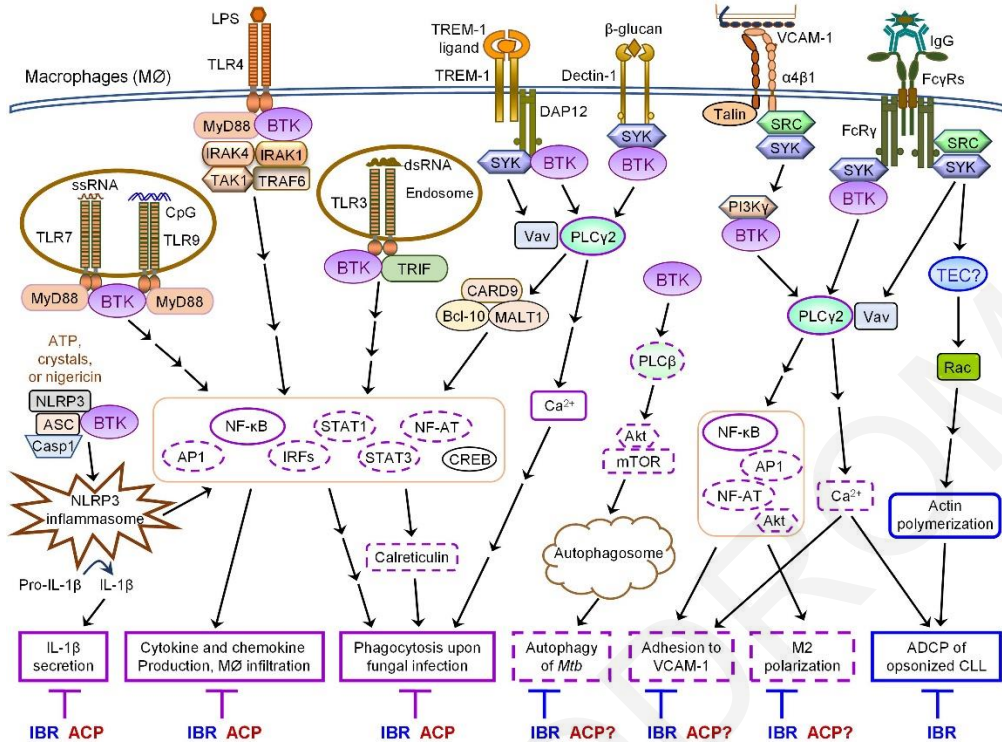 LPS
TLR4
Macrophages (MØ)
MyD88
BTK
IRAK4
IRAK1
TAK1
TRAF6
TREM-1
ligand
TREM-1
DAP12
SYK
BTK
β-glucan
Dectin-1
SYK
BTK
VCAM-1
α4β1
Talin
SRC
SYK
PI3Kγ
BTK
IgG
FcγRs
FcRγ
SYK
BTK
SRC
SYK
ssRNA
CpG
TLR7
TLR9
MyD88
BTK
MyD88
dsRNA
Endosome
TLR3
BTK
TRIF
Vav
PLCγ2
CARD9
Bcl-10
MALT1
BTK
PLCβ
Akt
mTOR
Autophagosome
PLCγ2
Vav
TEC?
Rac
Actin
polymerization
ATP,
crystals,
or nigericin
NLRP3
ASC
Casp1
BTK
NLRP3
inflammasome
Pro-IL-1β
IL-1β
NF-κB
STAT1
NF-AT
AP1
IRFs
STAT3
CREB
Ca2+
Calreticulin
NF-κB
AP1
NF-AT
Akt
Ca2+
IL-1β
secretion
Cytokine and chemokine
Production, MØ infiltration
Phagocytosis upon
fungal infection
Autophagy
of Mtb
Adhesion to
VCAM-1
M2
polarization
ADCP of
opsonized CLL
IBR ACP
IBR ACP
IBR ACP
IBR ACP?
IBR ACP?
IBR ACP?
IBR